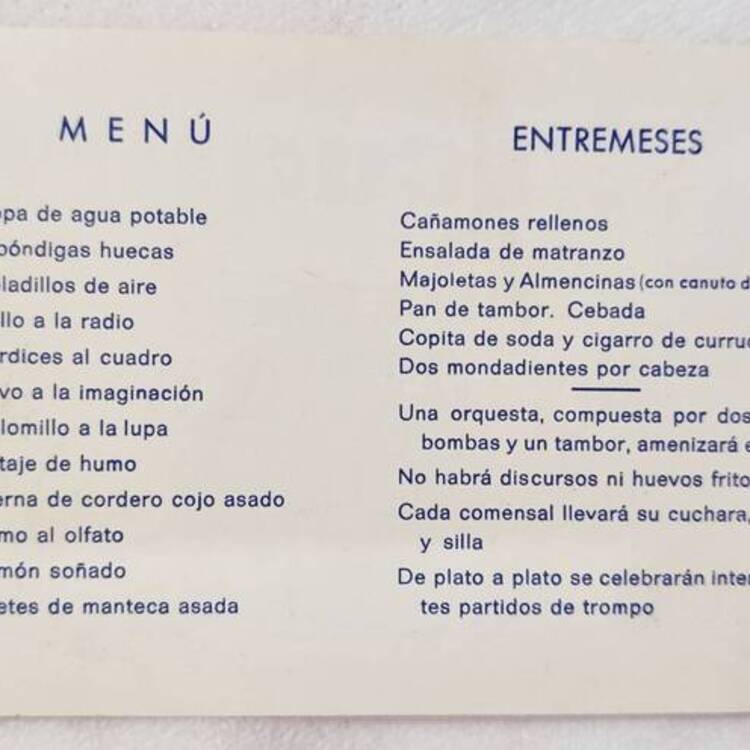 MENÚ
opa de agua potable
bóndigas huecas
ladillos de aire
llo a la radio
rdices al cuadro
vo a la imaginación
lomillo a la lupa
taje de humo
erna de cordero cojo asado
mo al olfato
món soñado
etes de manteca asada
ENTREMESES
Cañamones rellenos
Ensalada de matranzo
Majoletas y Almencinas (con canuto d
Pan de tambor. Cebada
Copita de soda y cigarro de curru
Dos mondadientes por cabeza
Una orquesta, compuesta por dos
bombas y un tambor, amenizará e
No habrá discursos ni huevos frito
Cada comensal llevará su cuchara,
y silla
De plato a plato se celebrarán inter
tes partidos de trompo